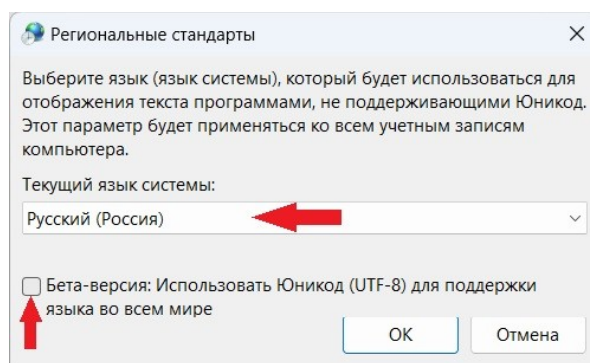 Региональные стандарты
Выберите язык (язык системы), который будет использоваться для
отображения текста программами, не поддерживающими Юникод.
Этот параметр будет применяться ко всем учетным записям
компьютера.
Текущий язык системы:
Русский (Россия)
Бета-версия: Использовать Юникод (UTF-8) для поддержки
языка во всем мире
ОК Отмена